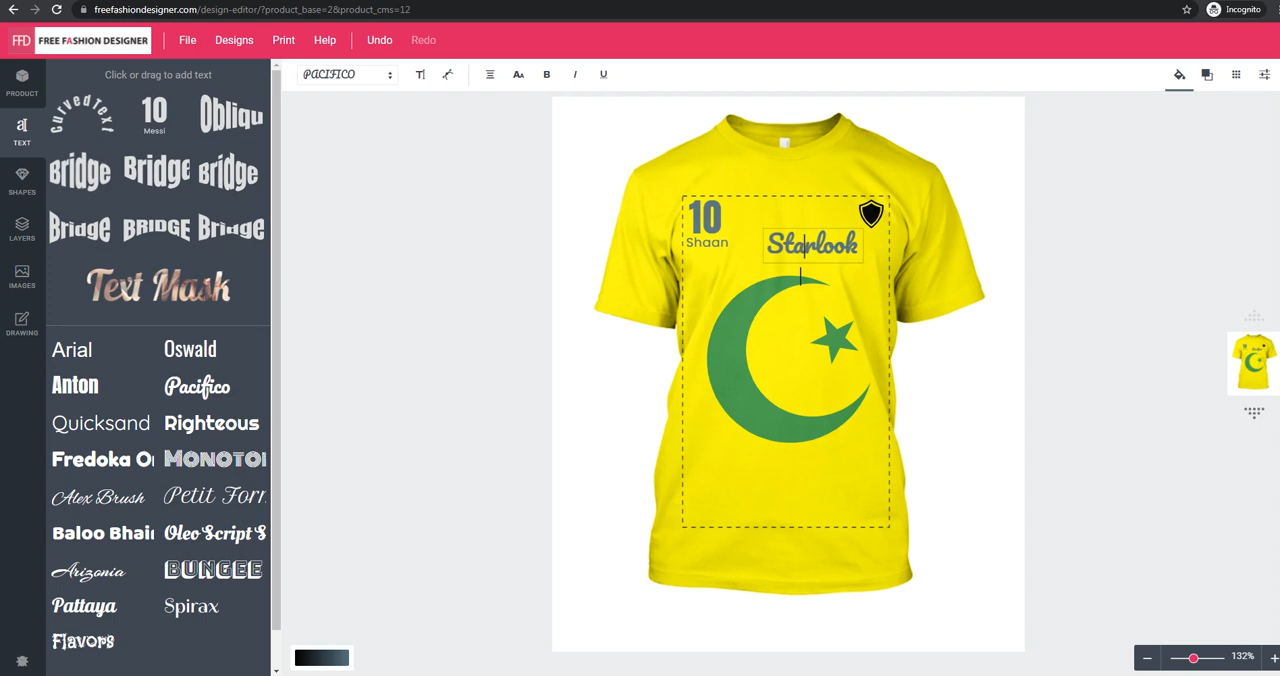 freefashiondesigner.com/design-editor/?product_base=2&product_cms=12
Incognito
FFD FREE FASHION DESIGNER
File Designs Print Help Undo Redo
PRODUCT
TEXT
SHAPES
LAYERS
IMAGES
DRAWING
Click or drag to add text
Curved Text
10
Messi
Obliqu
Bridge Bridge Bridge
Bridge BRIDGE Bridge
Text Mask
Arial Oswald
Anton Pacifico
Quicksand Righteous
Fredoka O MONOTO
Alex Brush Petit For
Baloo Bhai Oleo Script S
Arizonia BUNGEE
Pattaya Spirax
Flavors
PACIFICO
B I U
10
Shaan
Starlook
132%